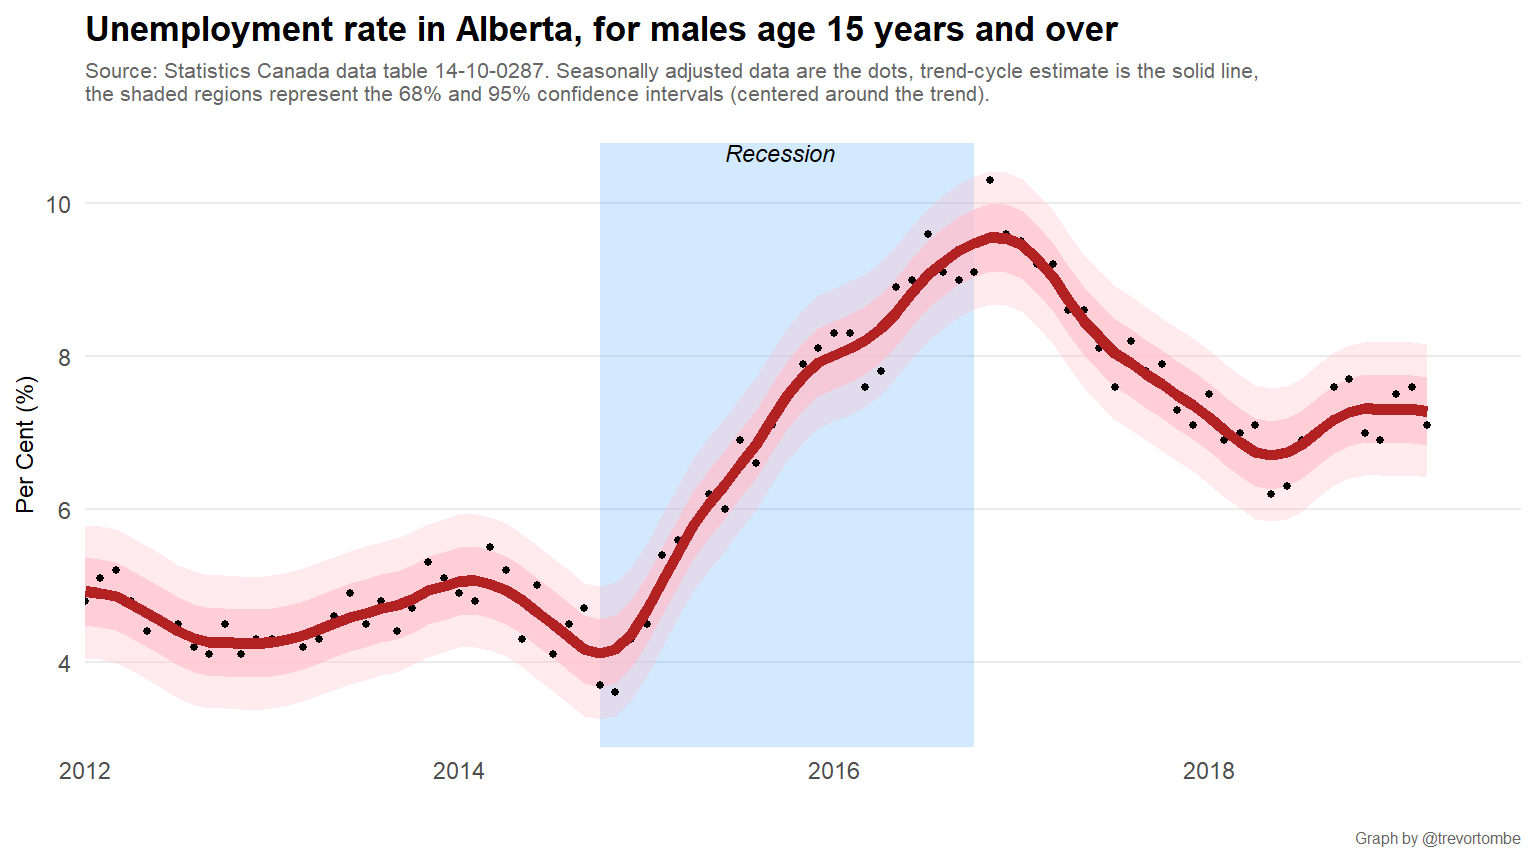 Unemployment rate in Alberta, for males age 15 years and over
Source: Statistics Canada data table 14-10-0287. Seasonally adjusted data are the dots, trend-cycle estimate is the solid line,
the shaded regions represent the 68% and 95% confidence intervals (centered around the trend).
Recession
Per Cent (%)
10
8
6
4
2012
2014
2016
2018
Graph by @trevortombe